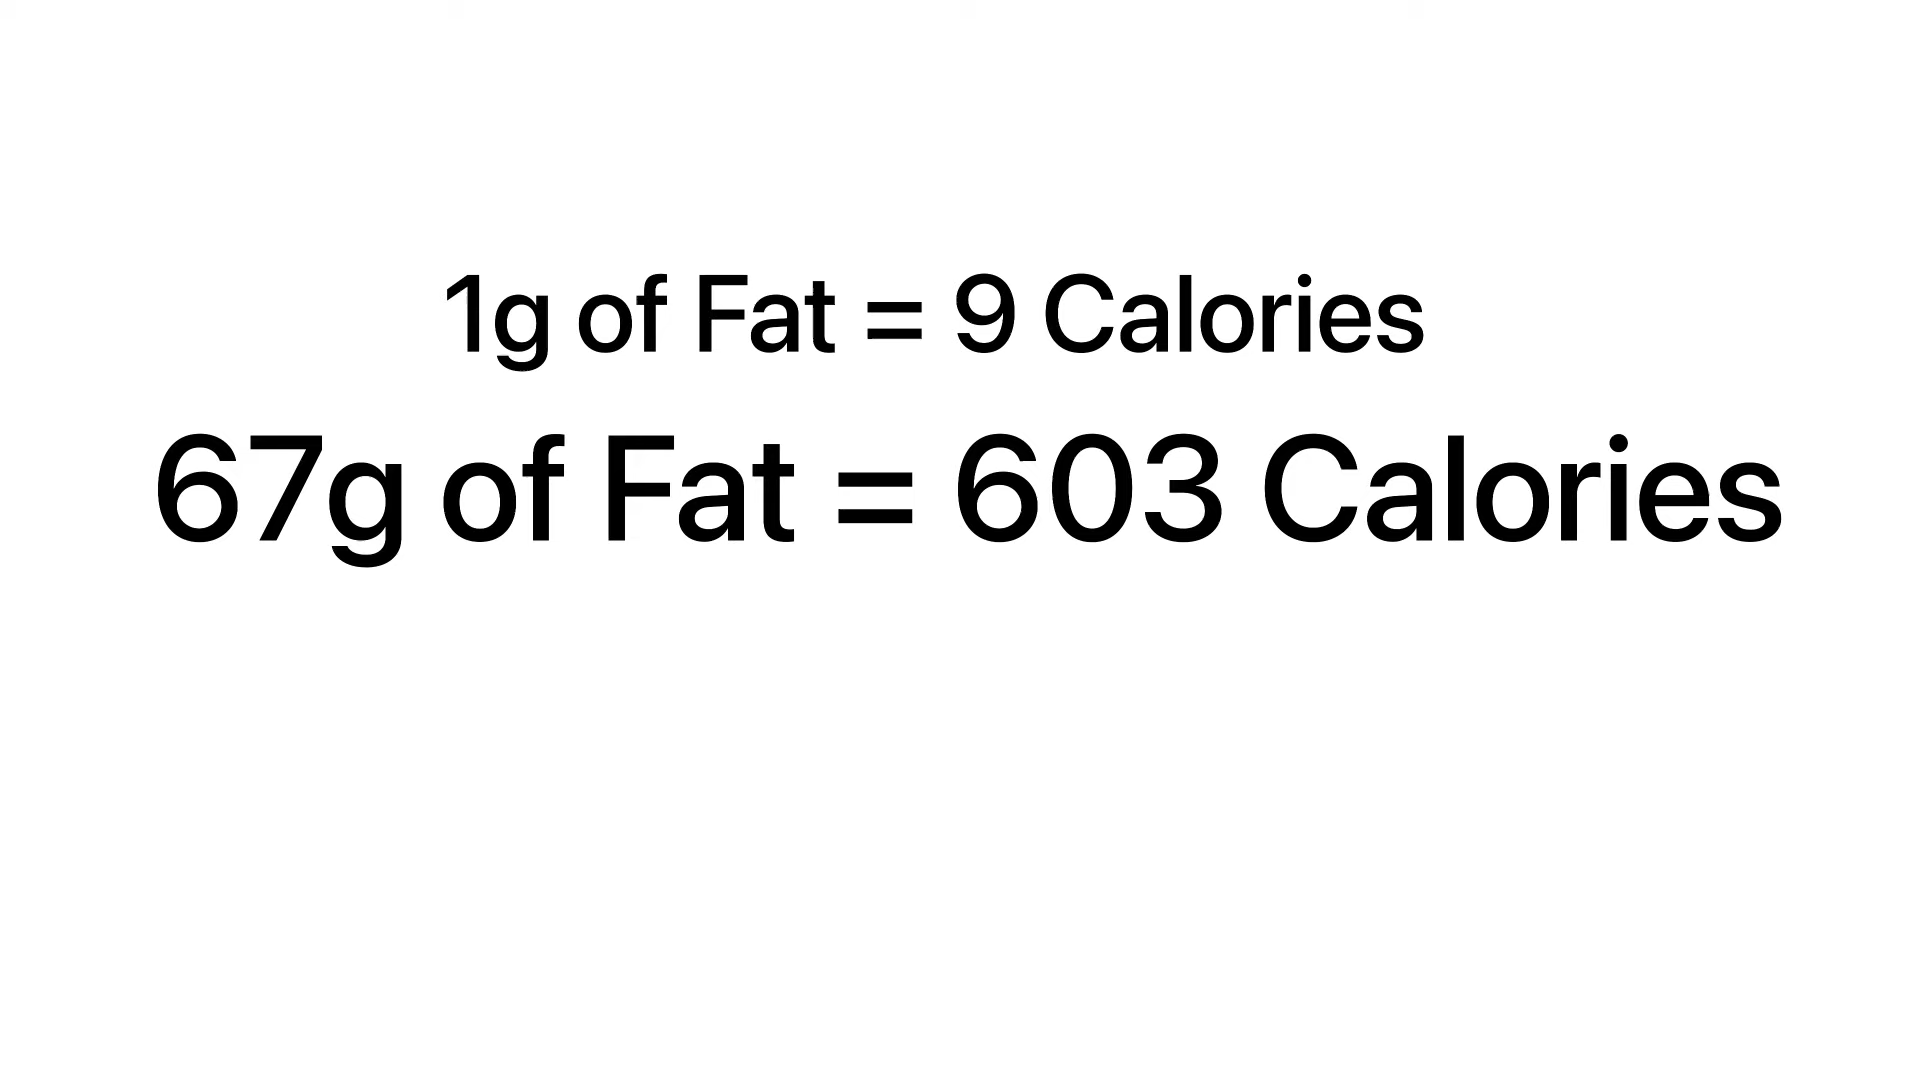 1g of Fat = 9 Calories
67g of Fat = 603 Calories